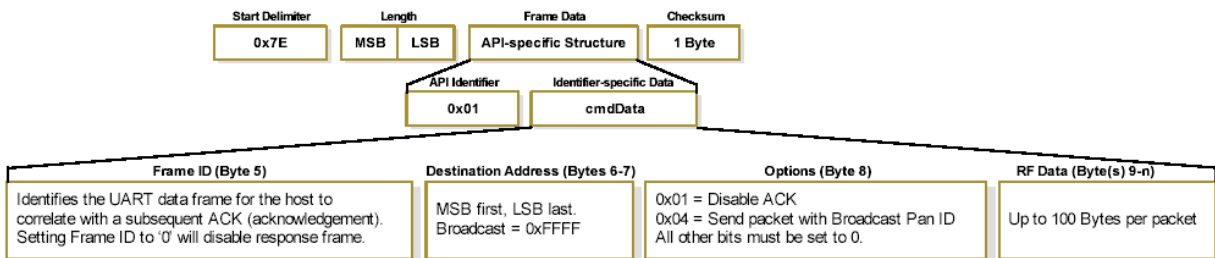 Start Delimiter
Length
Frame Data
Checksum
0x7E
MSB
LSB
API-specific Structure
1 Byte
API Identifier
Identifier-specific Data
0x01
cmdData
Frame ID (Byte 5)
Identifies the UART data frame for the host to
correlate with a subsequent ACK (acknowledgement).
Setting Frame ID to ‘0’ will disable response frame.
Destination Address (Bytes 6-7)
MSB first, LSB last.
Broadcast = 0xFFFF
Options (Byte 8)
0x01 = Disable ACK
0x04 = Send packet with Broadcast Pan ID
All other bits must be set to 0.
RF Data (Byte(s) 9-n)
Up to 100 Bytes per packet